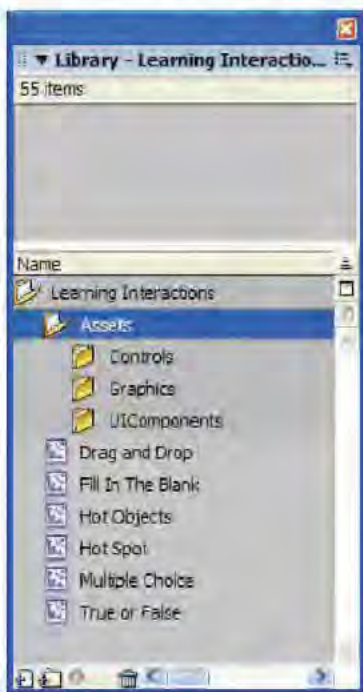 Library - Learning Interactio...
55 items
Name
Learning Interactions
Assets
Controls
Graphics
UIComponents
Drag and Drop
Fill In The Blank
Hot Objects
Hot Spot
Multiple Choice
True or False